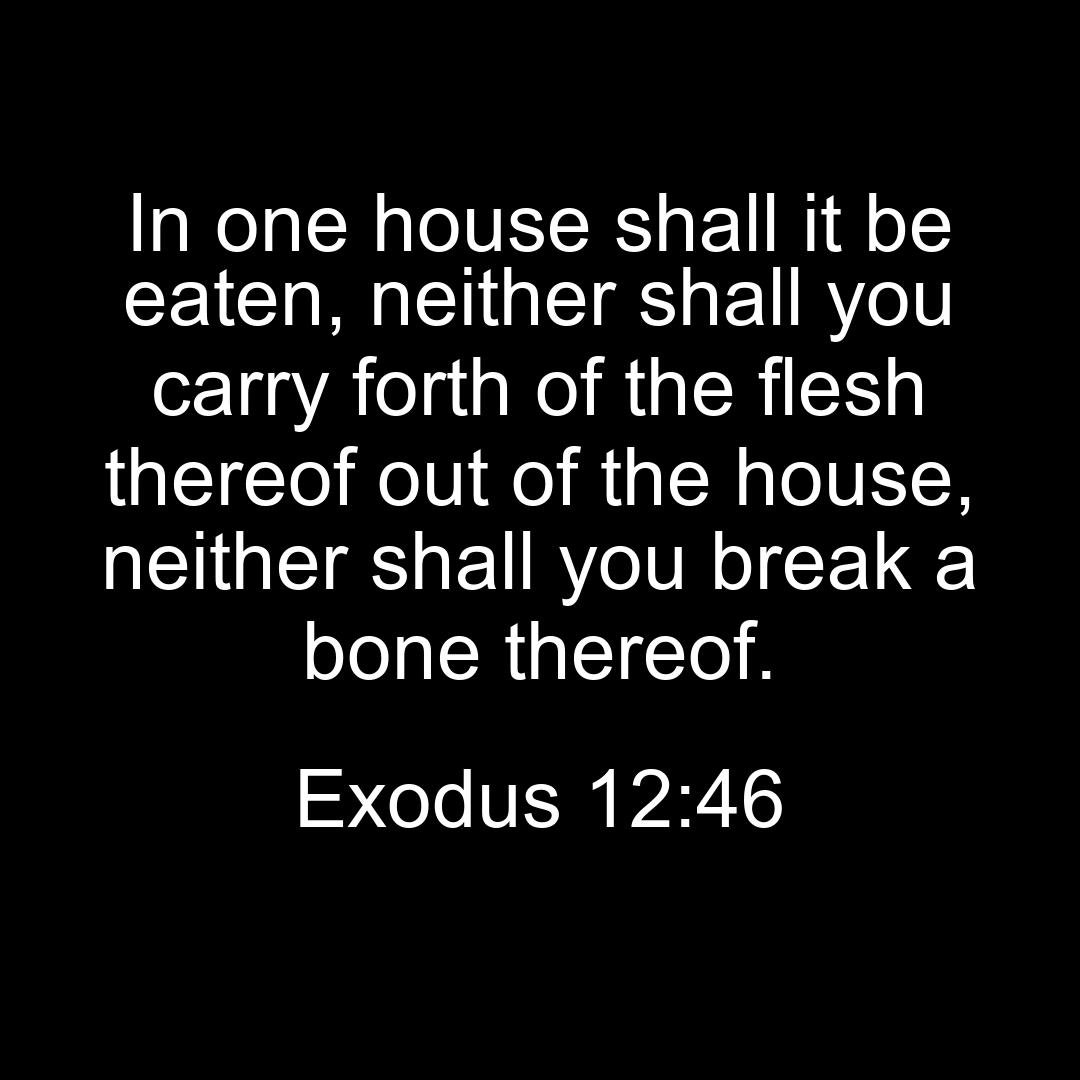 In one house shall it be
eaten, neither shall you
carry forth of the flesh
thereof out of the house,
neither shall you break a
bone thereof.
Exodus 12:46